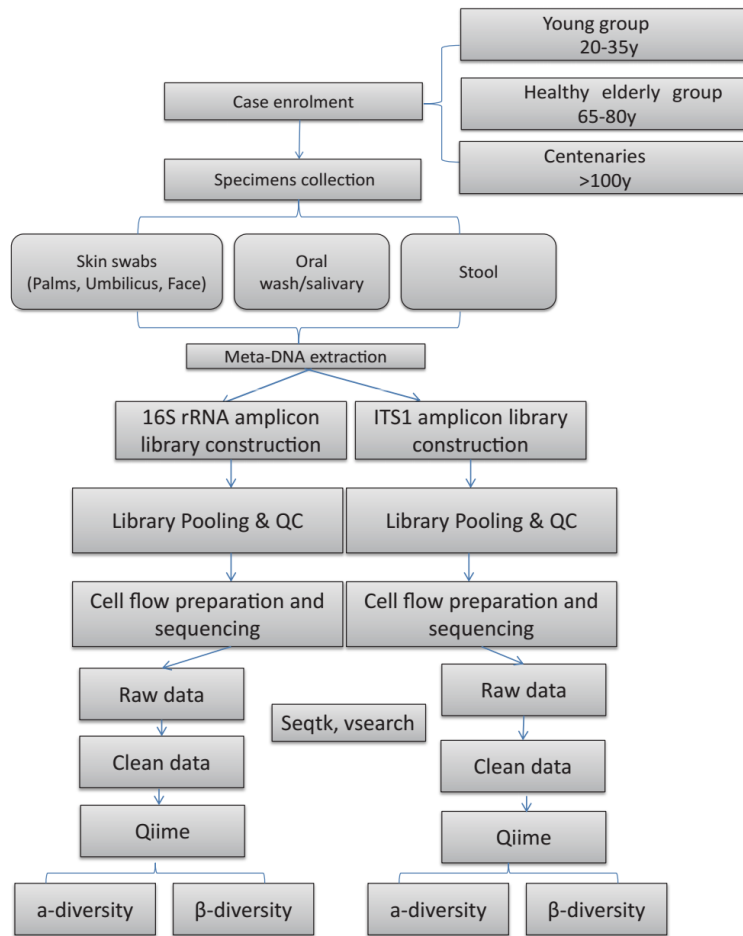 Young group
20-35y
Case enrolment
Healthy elderly group
65-80y
Centenaries
>100y
Specimens collection
Skin swabs
(Palms, Umbilicus, Face)
Oral
wash/salivary
Stool
Meta-DNA extraction
16S rRNA amplicon
library construction
ITS1 amplicon library
construction
Library Pooling & QC
Library Pooling & QC
Cell flow preparation and
sequencing
Cell flow preparation and
sequencing
Raw data
Raw data
Seqtk, vsearch
Clean data
Clean data
Qiime
Qiime
a-diversity
β-diversity
a-diversity
β-diversity